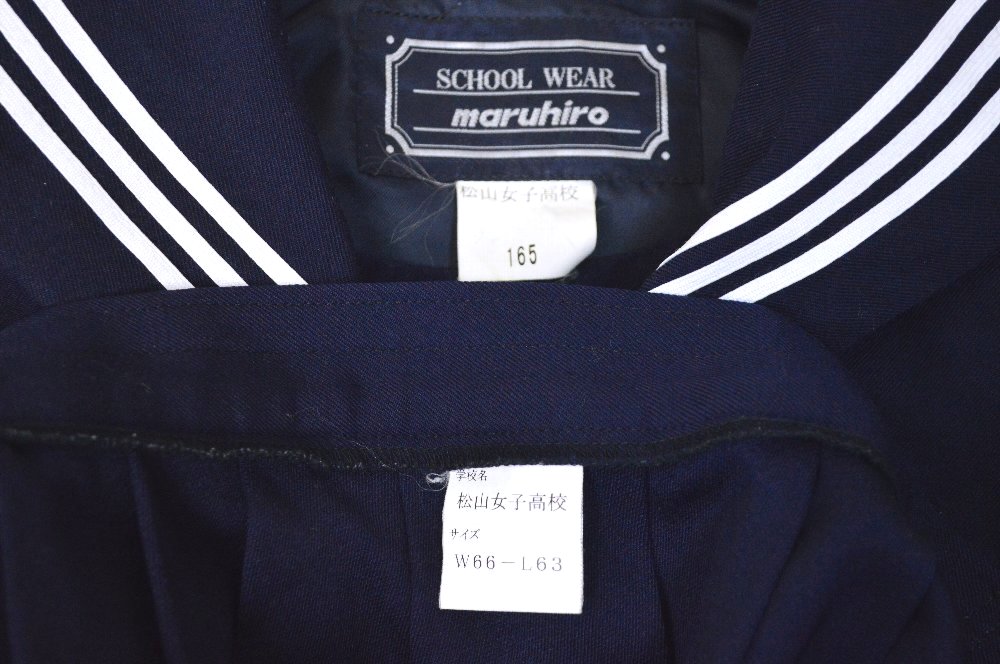 SCHOOL WEAR
maruhiro
松山女子高校
165
学校名
松山女子高校
サイズ
W66-L63